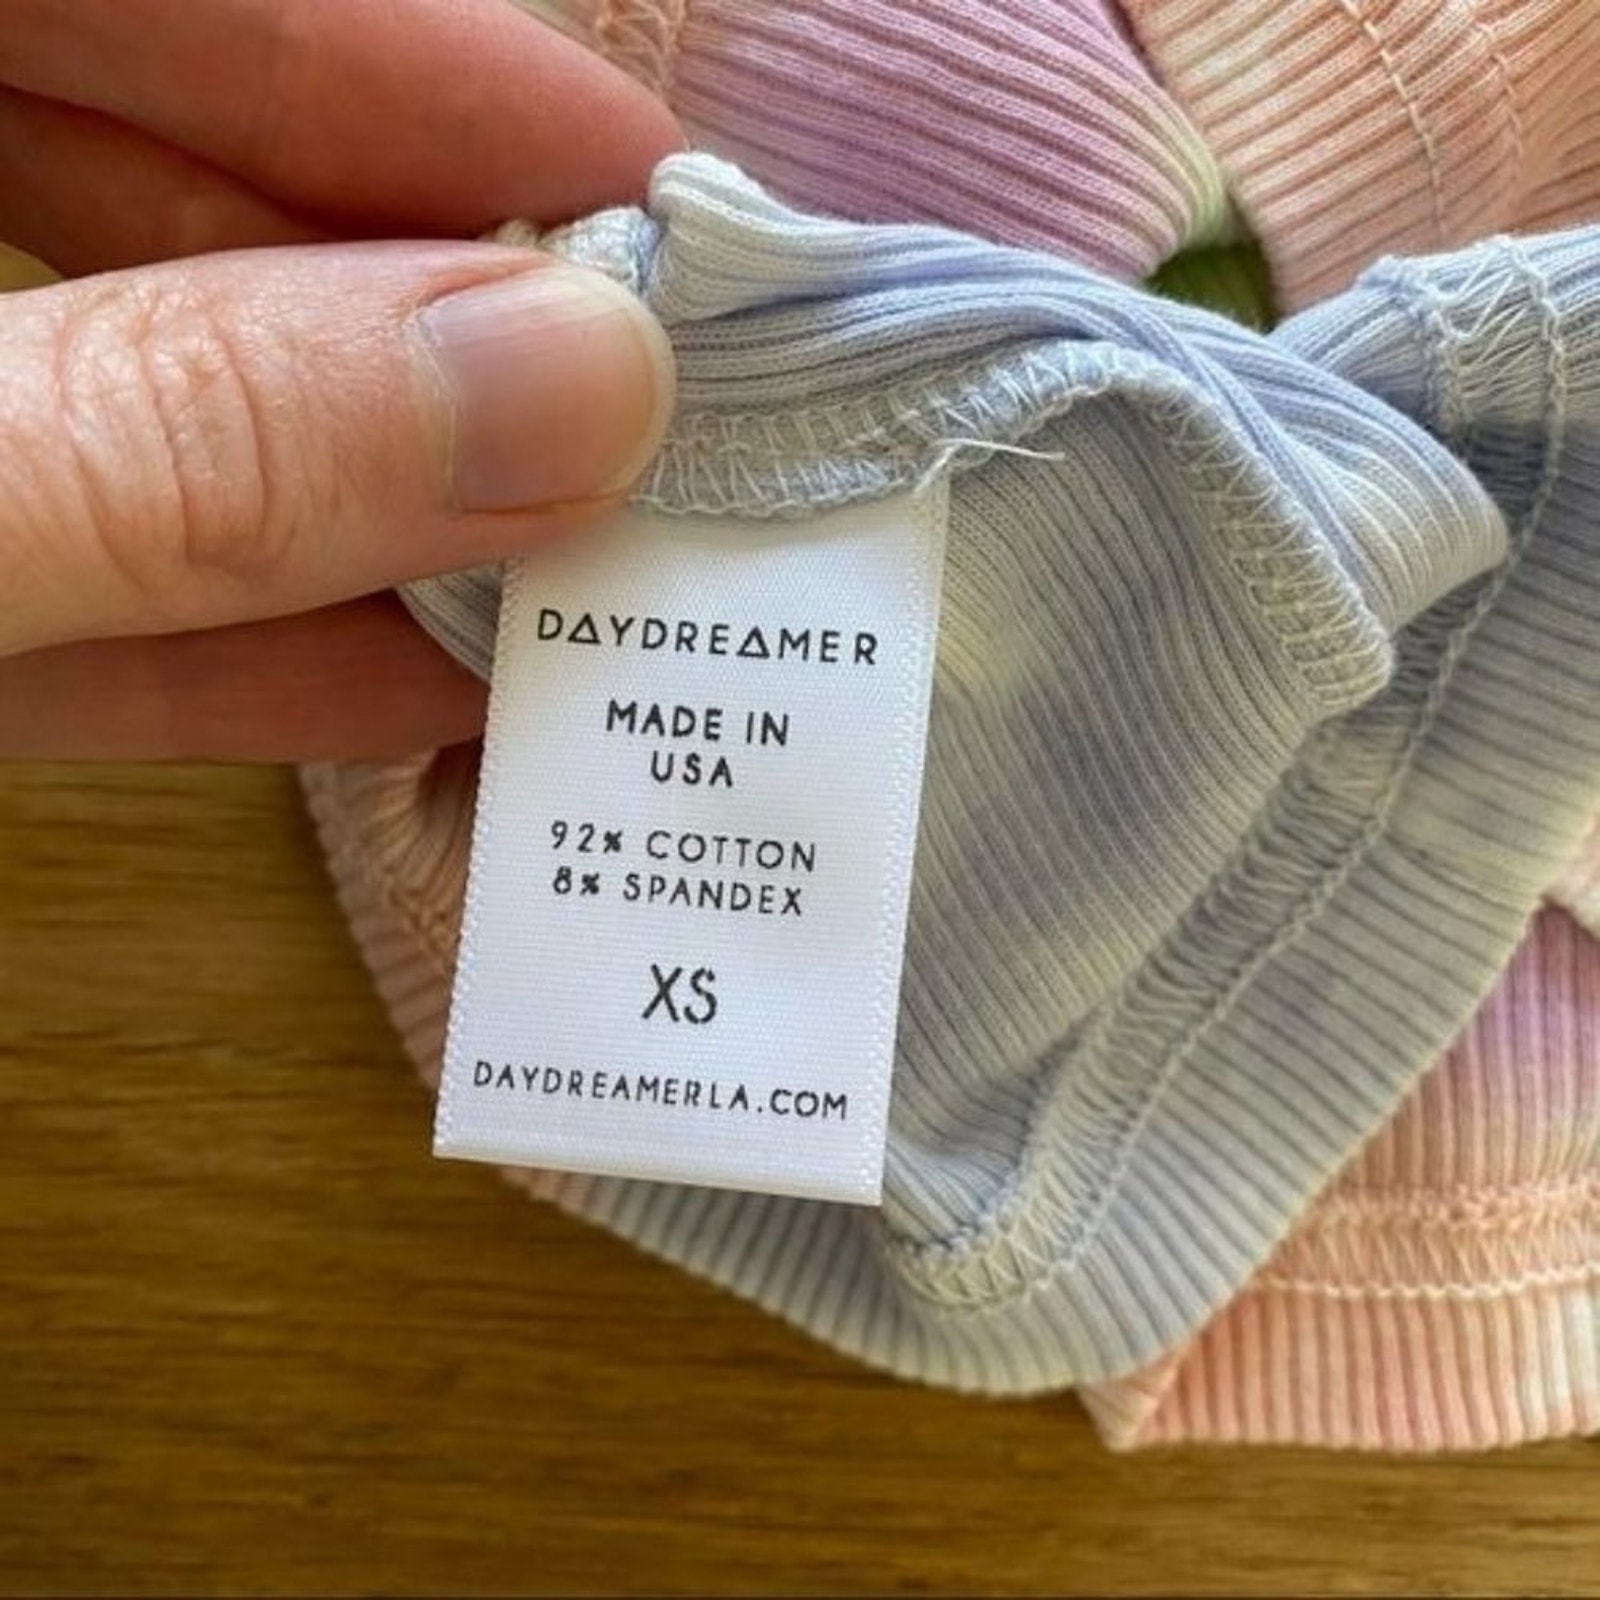 DAYDREAMER
MADE IN
USA
92% COTTON
8% SPANDEX
XS
DAYDREAMERLA.COM